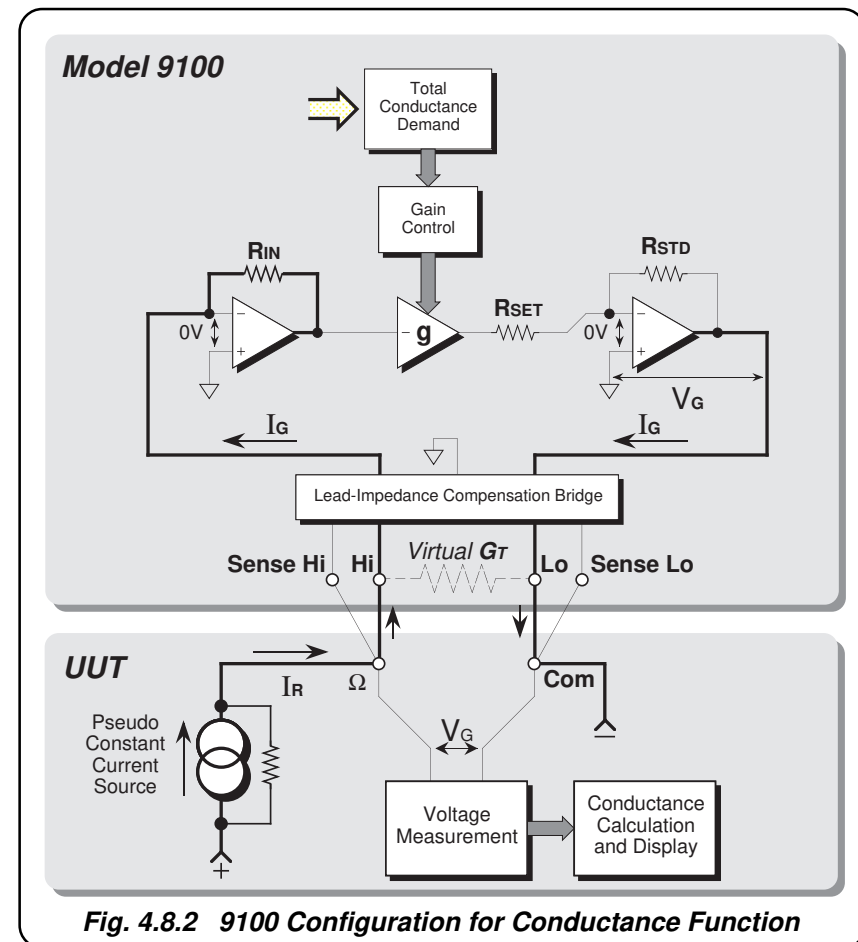 Model 9100
Total
Conductance
Demand
Gain
Control
RIN
RSTD
RSET
0V
−
+
− g
0V
−
+
VG
IG
IG
Lead-Impedance Compensation Bridge
Sense Hi
Hi
Virtual GT
Lo
Sense Lo
UUT
IR
Ω
Com
−
Pseudo
Constant
Current
Source
+
VG
Voltage
Measurement
Conductance
Calculation
and Display
Fig. 4.8.2 9100 Configuration for Conductance Function